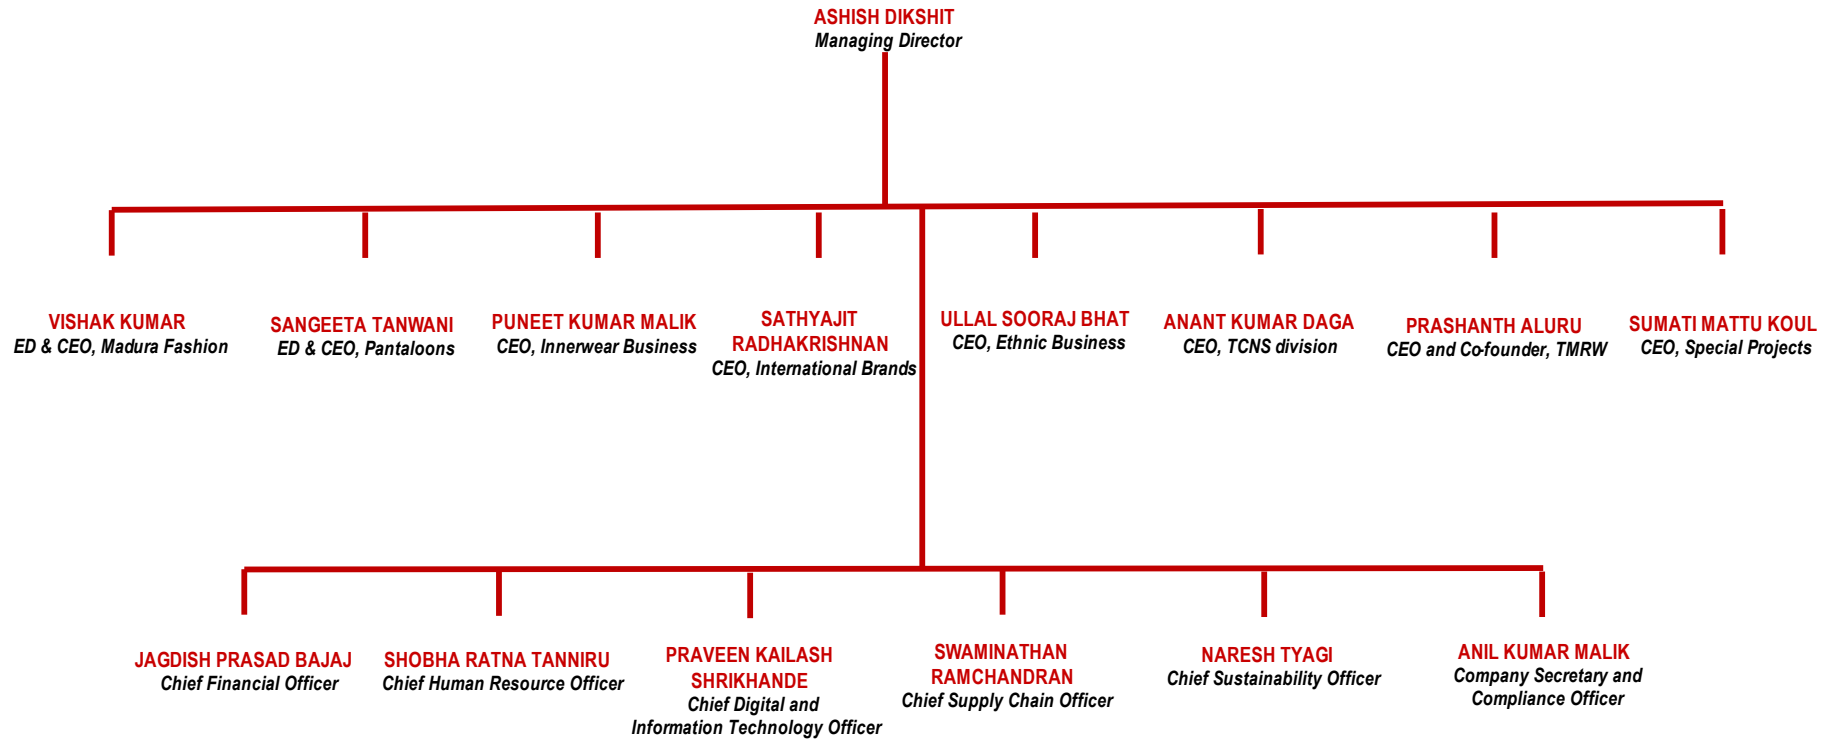 ASHISH DIKSHIT
Managing Director
VISHAK KUMAR
ED & CEO, Madura Fashion
SANGEETA TANWANI
ED & CEO, Pantaloons
PUNEET KUMAR MALIK
CEO, Innerwear Business
SATHYAJIT
RADHAKRISHNAN
CEO, International Brands
ULLAL SOORAJ BHAT
CEO, Ethnic Business
ANANT KUMAR DAGA
CEO, TCNS division
PRASHANTH ALURU
CEO and Co-founder, TMRW
SUMATI MATTU KOUL
CEO, Special Projects
JAGDISH PRASAD BAJAJ
Chief Financial Officer
SHOBHA RATNA TANNIRU
Chief Human Resource Officer
PRAVEEN KAILASH
SHRIKHANDE
Chief Digital and
Information Technology Officer
SWAMINATHAN
RAMCHANDRAN
Chief Supply Chain Officer
NARESH TYAGI
Chief Sustainability Officer
ANIL KUMAR MALIK
Company Secretary and
Compliance Officer